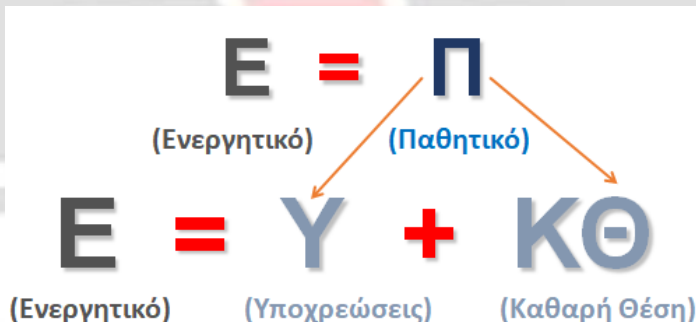 Ε = Π
(Ενεργητικό) (Παθητικό)
Ε = Υ + ΚΘ
(Ενεργητικό) (Υποχρεώσεις) (Καθαρή Θέση)